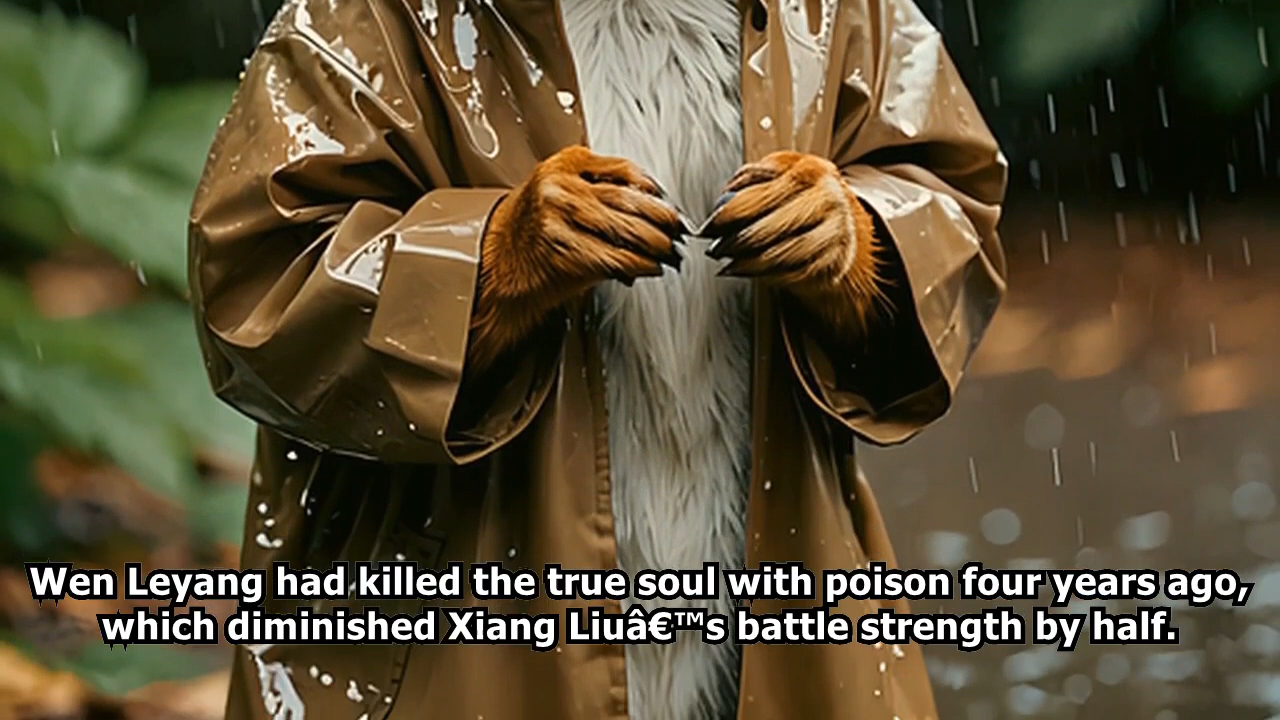 Wen Leyang had killed the true soul with poison four years ago,
which diminished Xiang Liuâ€™s battle strength by half.